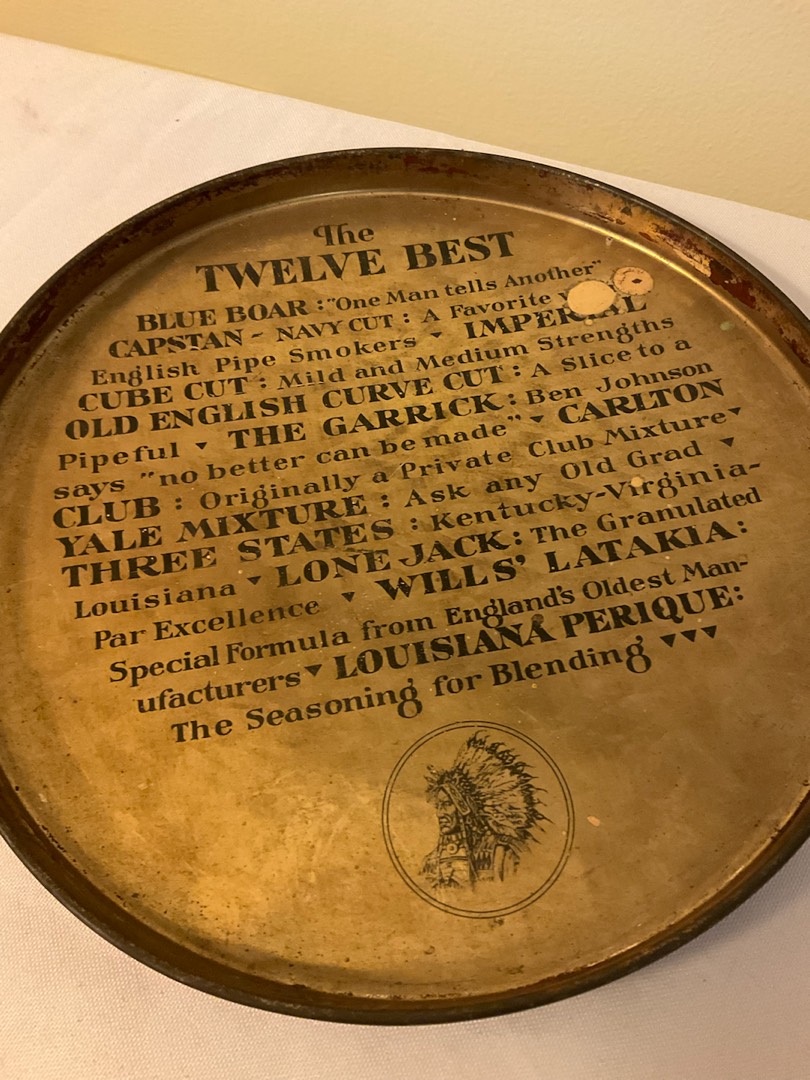 The
TWELVE BEST
BLUE BOAR : "One Man tells Another"
CAPSTAN - NAVY CUT : A Favorite
English Pipe Smokers ▾ IMPERIAL
CUBE CUT : Mild and Medium Strengths
OLD ENGLISH CURVE CUT : A Slice to a
Pipeful ▾ THE GARRICK : Ben Johnson
says "no better can be made" ▾ CARLTON
CLUB : Originally a Private Club Mixture ▾
YALE MIXTURE : Ask any Old Grad ▾
THREE STATES : Kentucky-Virginia-
Louisiana ▾ LONE JACK : The Granulated
Par Excellence ▾ WILLS' LATAKIA :
Special Formula from England's Oldest Man-
ufacturers ▾ LOUISIANA PERIQUE :
The Seasoning for Blending ▾▾▾